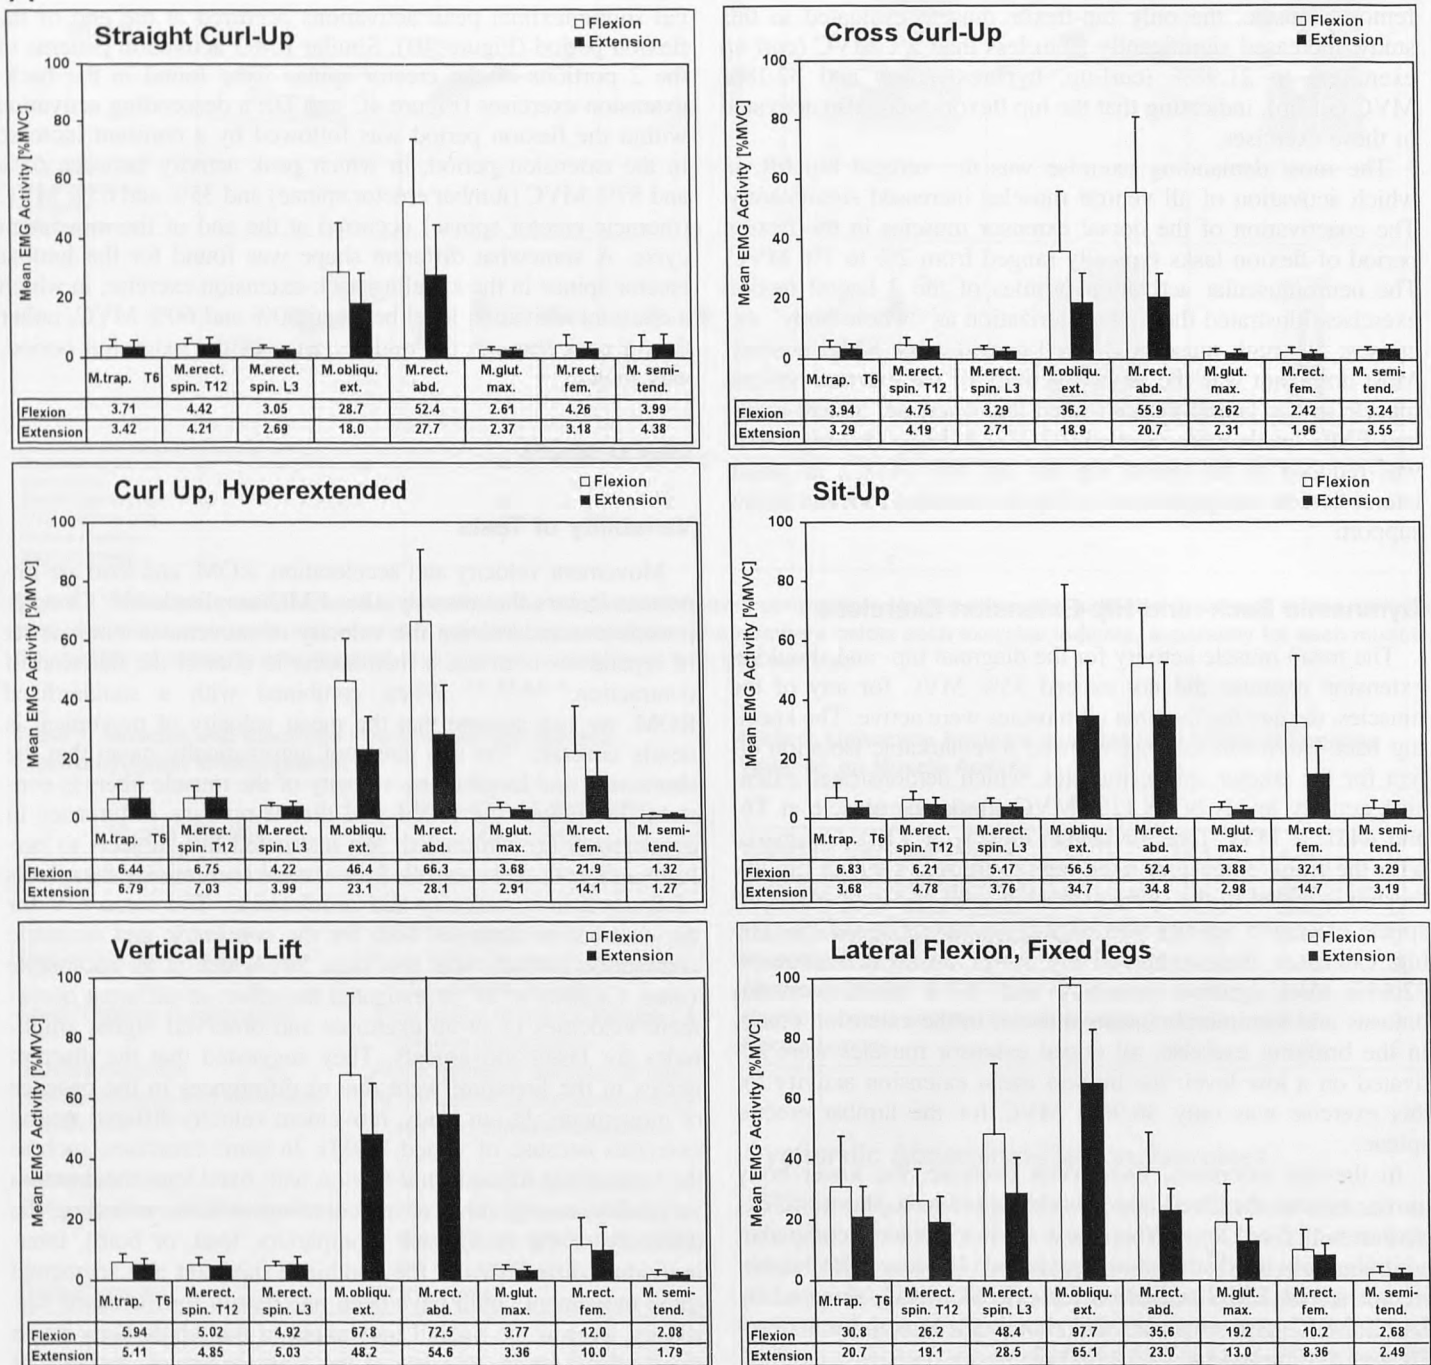 Straight Curl-Up
Flexion
Extension
Mean EMG Activity [%MVC]
100
80
60
40
20
0
M.trap. T6 M.erect. spin. T12 M.erect. spin. L3 M.obliqu. ext. M.rect. abd. M.glut. max. M.rect. fem. M. semi-tend.
Flexion 3.71 4.42 3.05 28.7 52.4 2.61 4.26 3.99
Extension 3.42 4.21 2.69 18.0 27.7 2.37 3.18 4.38
Cross Curl-Up
Flexion
Extension
Mean EMG Activity [%MVC]
100
80
60
40
20
0
M.trap. T6 M.erect. spin. T12 M.erect. spin. L3 M.obliqu. ext. M.rect. abd. M.glut. max. M.rect. fem. M. semi-tend.
Flexion 3.94 4.75 3.29 36.2 55.9 2.62 2.42 3.24
Extension 3.29 4.19 2.71 18.9 20.7 2.31 1.96 3.55
Curl Up, Hyperextended
Flexion
Extension
Mean EMG Activity [%MVC]
100
80
60
40
20
0
M.trap. T6 M.erect. spin. T12 M.erect. spin. L3 M.obliqu. ext. M.rect. abd. M.glut. max. M.rect. fem. M. semi-tend.
Flexion 6.44 6.75 4.22 46.4 66.3 3.68 21.9 1.32
Extension 6.79 7.03 3.99 23.1 28.1 2.91 14.1 1.27
Sit-Up
Flexion
Extension
Mean EMG Activity [%MVC]
100
80
60
40
20
0
M.trap. T6 M.erect. spin. T12 M.erect. spin. L3 M.obliqu. ext. M.rect. abd. M.glut. max. M.rect. fem. M. semi-tend.
Flexion 6.83 6.21 5.17 56.5 52.4 3.88 32.1 3.29
Extension 3.68 4.78 3.76 34.7 34.8 2.98 14.7 3.19
Vertical Hip Lift
Flexion
Extension
Mean EMG Activity [%MVC]
100
80
60
40
20
0
M.trap. T6 M.erect. spin. T12 M.erect. spin. L3 M.obliqu. ext. M.rect. abd. M.glut. max. M.rect. fem. M. semi-tend.
Flexion 5.94 5.02 4.92 67.8 72.5 3.77 12.0 2.08
Extension 5.11 4.85 5.03 48.2 54.6 3.36 10.0 1.79
Lateral Flexion, Fixed legs
Flexion
Extension
Mean EMG Activity [%MVC]
100
80
60
40
20
0
M.trap. T6 M.erect. spin. T12 M.erect. spin. L3 M.obliqu. ext. M.rect. abd. M.glut. max. M.rect. fem. M. semi-tend.
Flexion 30.8 26.2 48.4 97.7 35.6 19.2 10.2 2.68
Extension 20.7 19.1 28.5 65.1 23.0 13.0 8.36 2.49